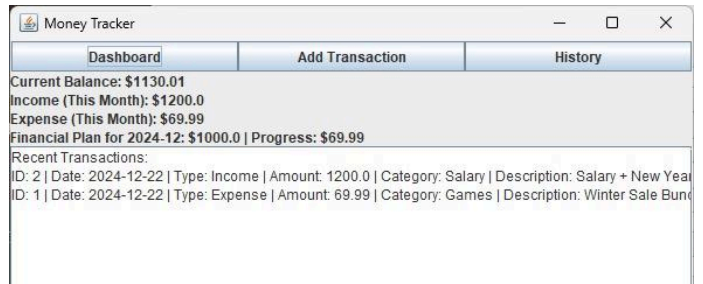 Money Tracker
Dashboard Add Transaction History
Current Balance: $1130.01
Income (This Month): $1200.0
Expense (This Month): $69.99
Financial Plan for 2024-12: $1000.0 | Progress: $69.99
Recent Transactions:
ID: 2 | Date: 2024-12-22 | Type: Income | Amount: 1200.0 | Category: Salary | Description: Salary + New Year
ID: 1 | Date: 2024-12-22 | Type: Expense | Amount: 69.99 | Category: Games | Description: Winter Sale Bun